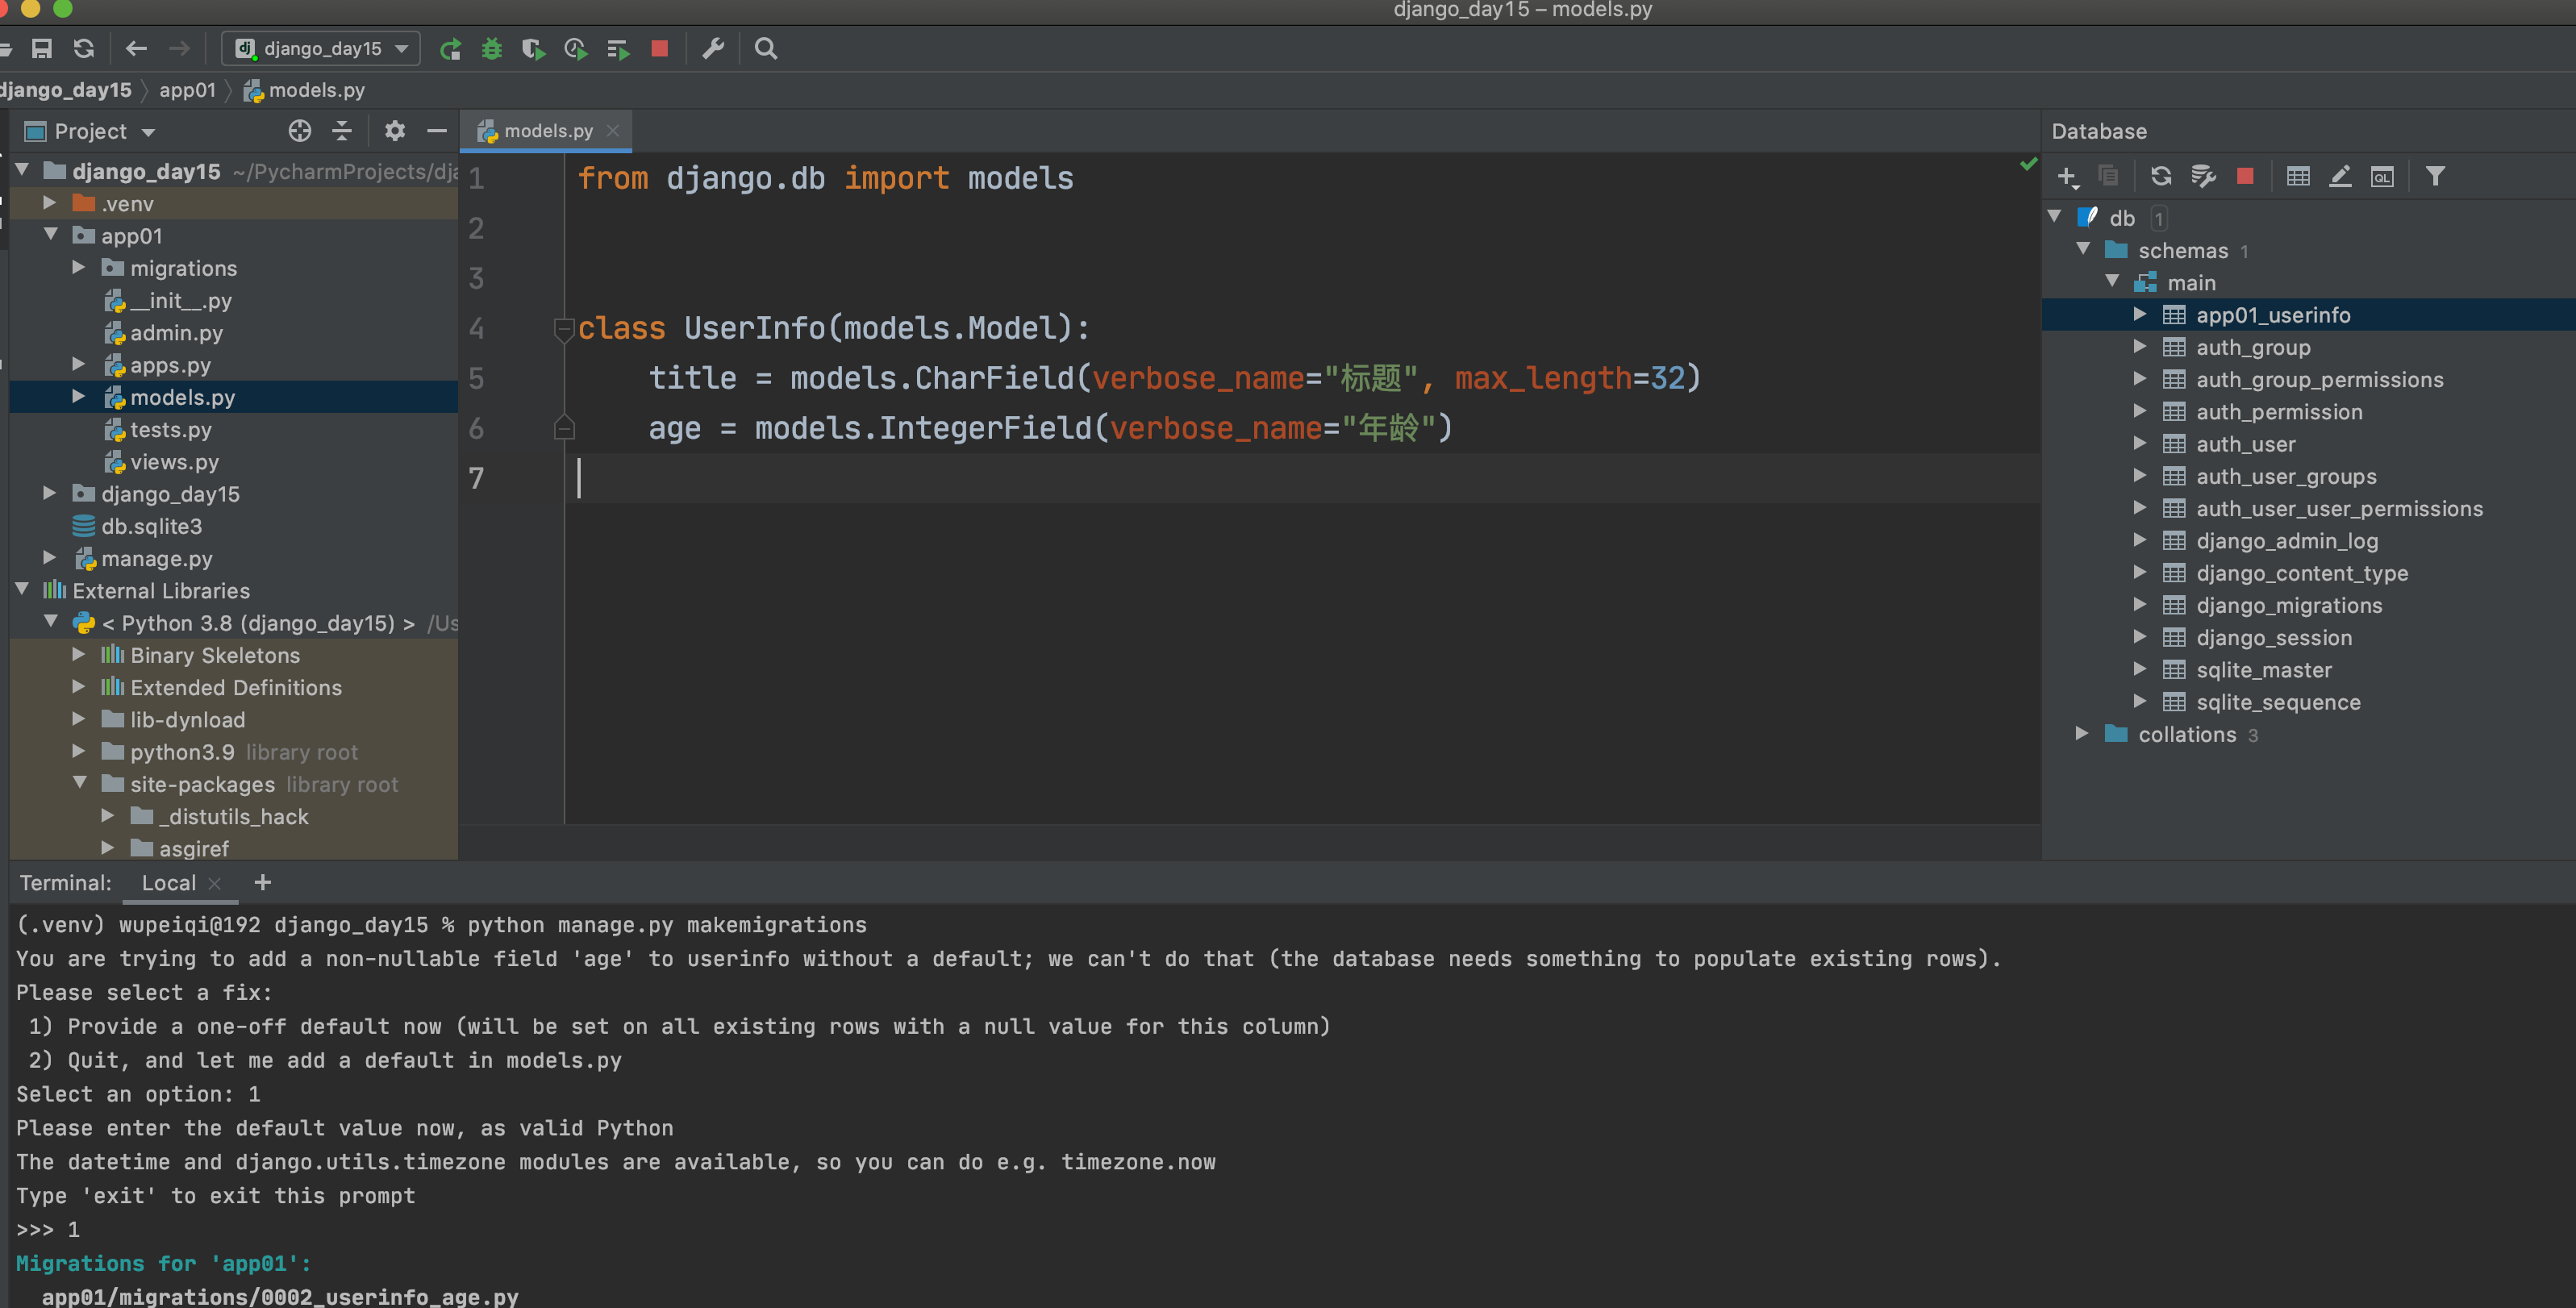 django_day15 – models.py
django_day15
django_day15 app01 models.py
Project
django_day15 ~/PycharmProjects/dja
.venv
app01
migrations
__init__.py
admin.py
apps.py
models.py
tests.py
views.py
django_day15
db.sqlite3
manage.py
External Libraries
< Python 3.8 (django_day15) > /Us
Binary Skeletons
Extended Definitions
lib-dynload
python3.9 library root
site-packages library root
_distutils_hack
asgiref
models.py
1 from django.db import models
2
3
4 class UserInfo(models.Model):
5 title = models.CharField(verbose_name="标题", max_length=32)
6 age = models.IntegerField(verbose_name="年龄")
7
Database
db 1
schemas 1
main
app01_userinfo
auth_group
auth_group_permissions
auth_permission
auth_user
auth_user_groups
auth_user_user_permissions
django_admin_log
django_content_type
django_migrations
django_session
sqlite_master
sqlite_sequence
collations 3
Terminal: Local
(.venv) wupeiqi@192 django_day15 % python manage.py makemigrations
You are trying to add a non-nullable field 'age' to userinfo without a default; we can't do that (the database needs something to populate existing rows).
Please select a fix:
1) Provide a one-off default now (will be set on all existing rows with a null value for this column)
2) Quit, and let me add a default in models.py
Select an option: 1
Please enter the default value now, as valid Python
The datetime and django.utils.timezone modules are available, so you can do e.g. timezone.now
Type 'exit' to exit this prompt
>>> 1
Migrations for 'app01':
app01/migrations/0002_userinfo_age.py